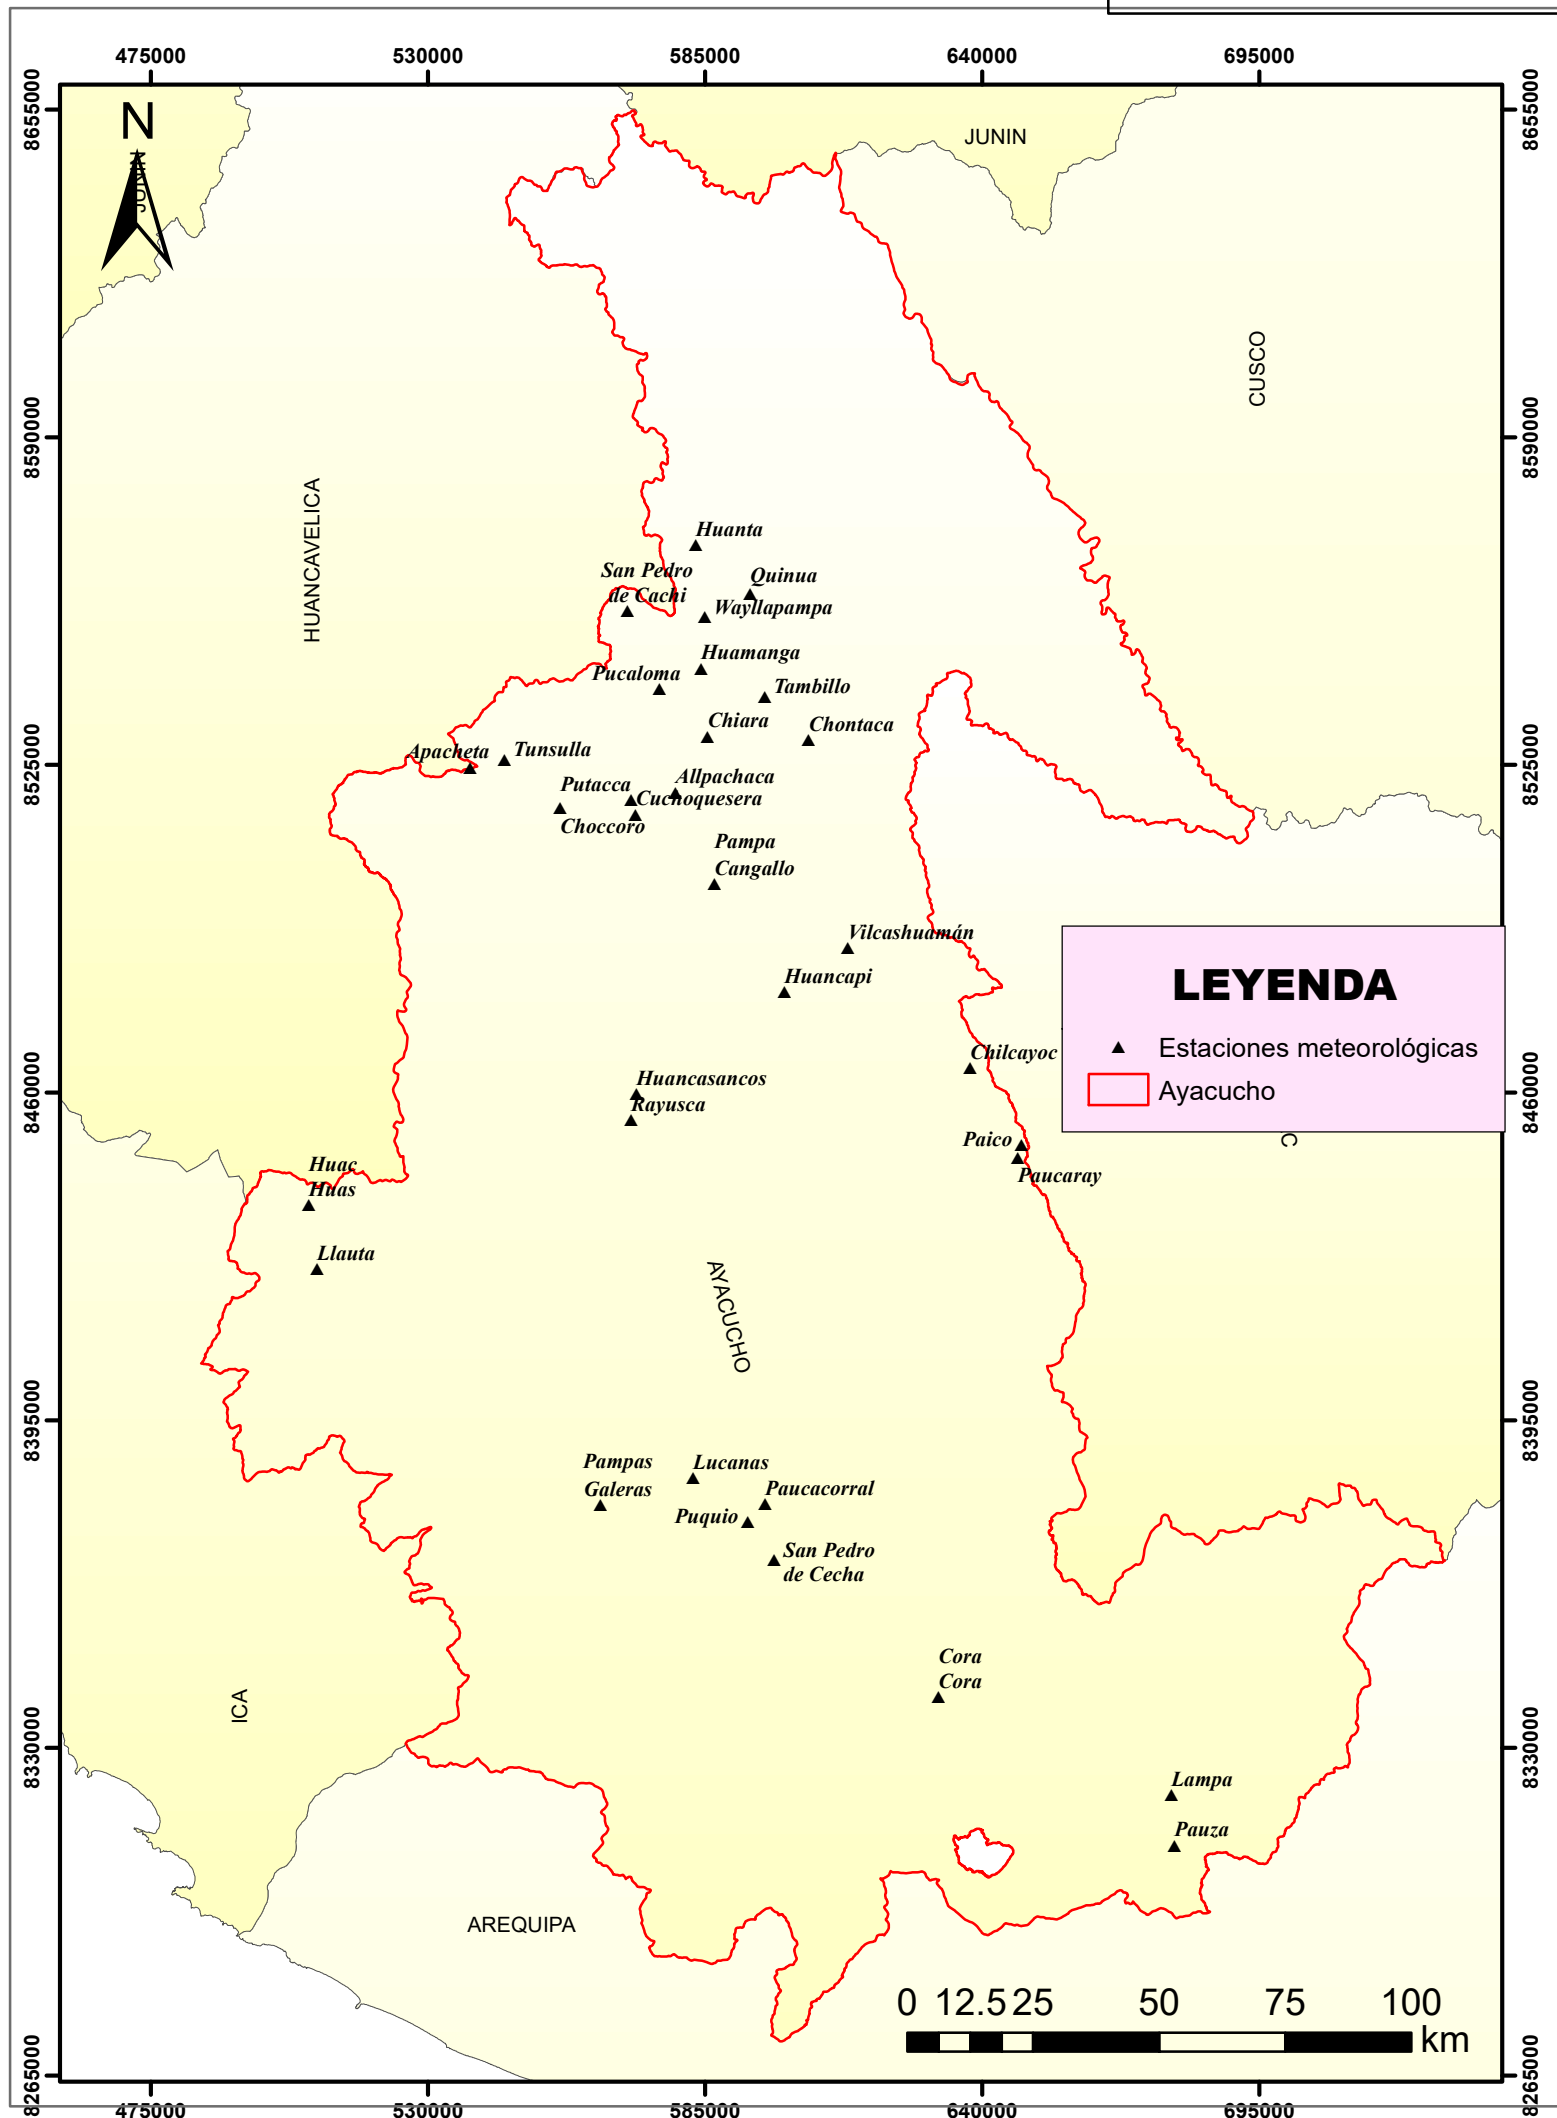 475000 530000 585000 640000 695000
8655000
8655000
N
JUNIN
JUNIN
CUSCO
8590000
8590000
HUANCAVELICA
Huanta
San Pedro
de Cachi
Quinua
Wayllapampa
Huamanga
Pucaloma
Tambillo
Chiara
Chontaca
Apacheta
Tunsulla
8525000
8525000
Allpachaca
Putacca
Cuchoquesera
Choccoro
Pampa
Cangallo
Vilcashuamán
Huancapi
LEYENDA
Estaciones meteorológicas
Ayacucho
Chilcayoc
Huancasancos
8460000
8460000
Rayusca
Paico
C
Paucaray
Huac
Huas
Llauta
AYACUCHO
8395000
8395000
Pampas
Galeras
Lucanas
Paucacorral
Puquio
San Pedro
de Cecha
Cora
Cora
ICA
8330000
8330000
Lampa
Pauza
AREQUIPA
0 12.5 25 50 75 100
km
8265000
8265000
475000 530000 585000 640000 695000